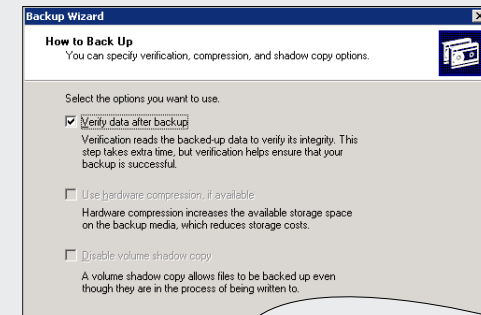 Backup Wizard
How to Back Up
You can specify verification, compression, and shadow copy options.
Select the options you want to use.
Verify data after backup
Verification reads the backed-up data to verify its integrity. This
step takes extra time, but verification helps ensure that your
backup is successful.
Use hardware compression, if available
Hardware compression increases the available storage space
on the backup media, which reduces storage costs.
Disable volume shadow copy
A volume shadow copy allows files to be backed up even
though they are in the process of being written to.